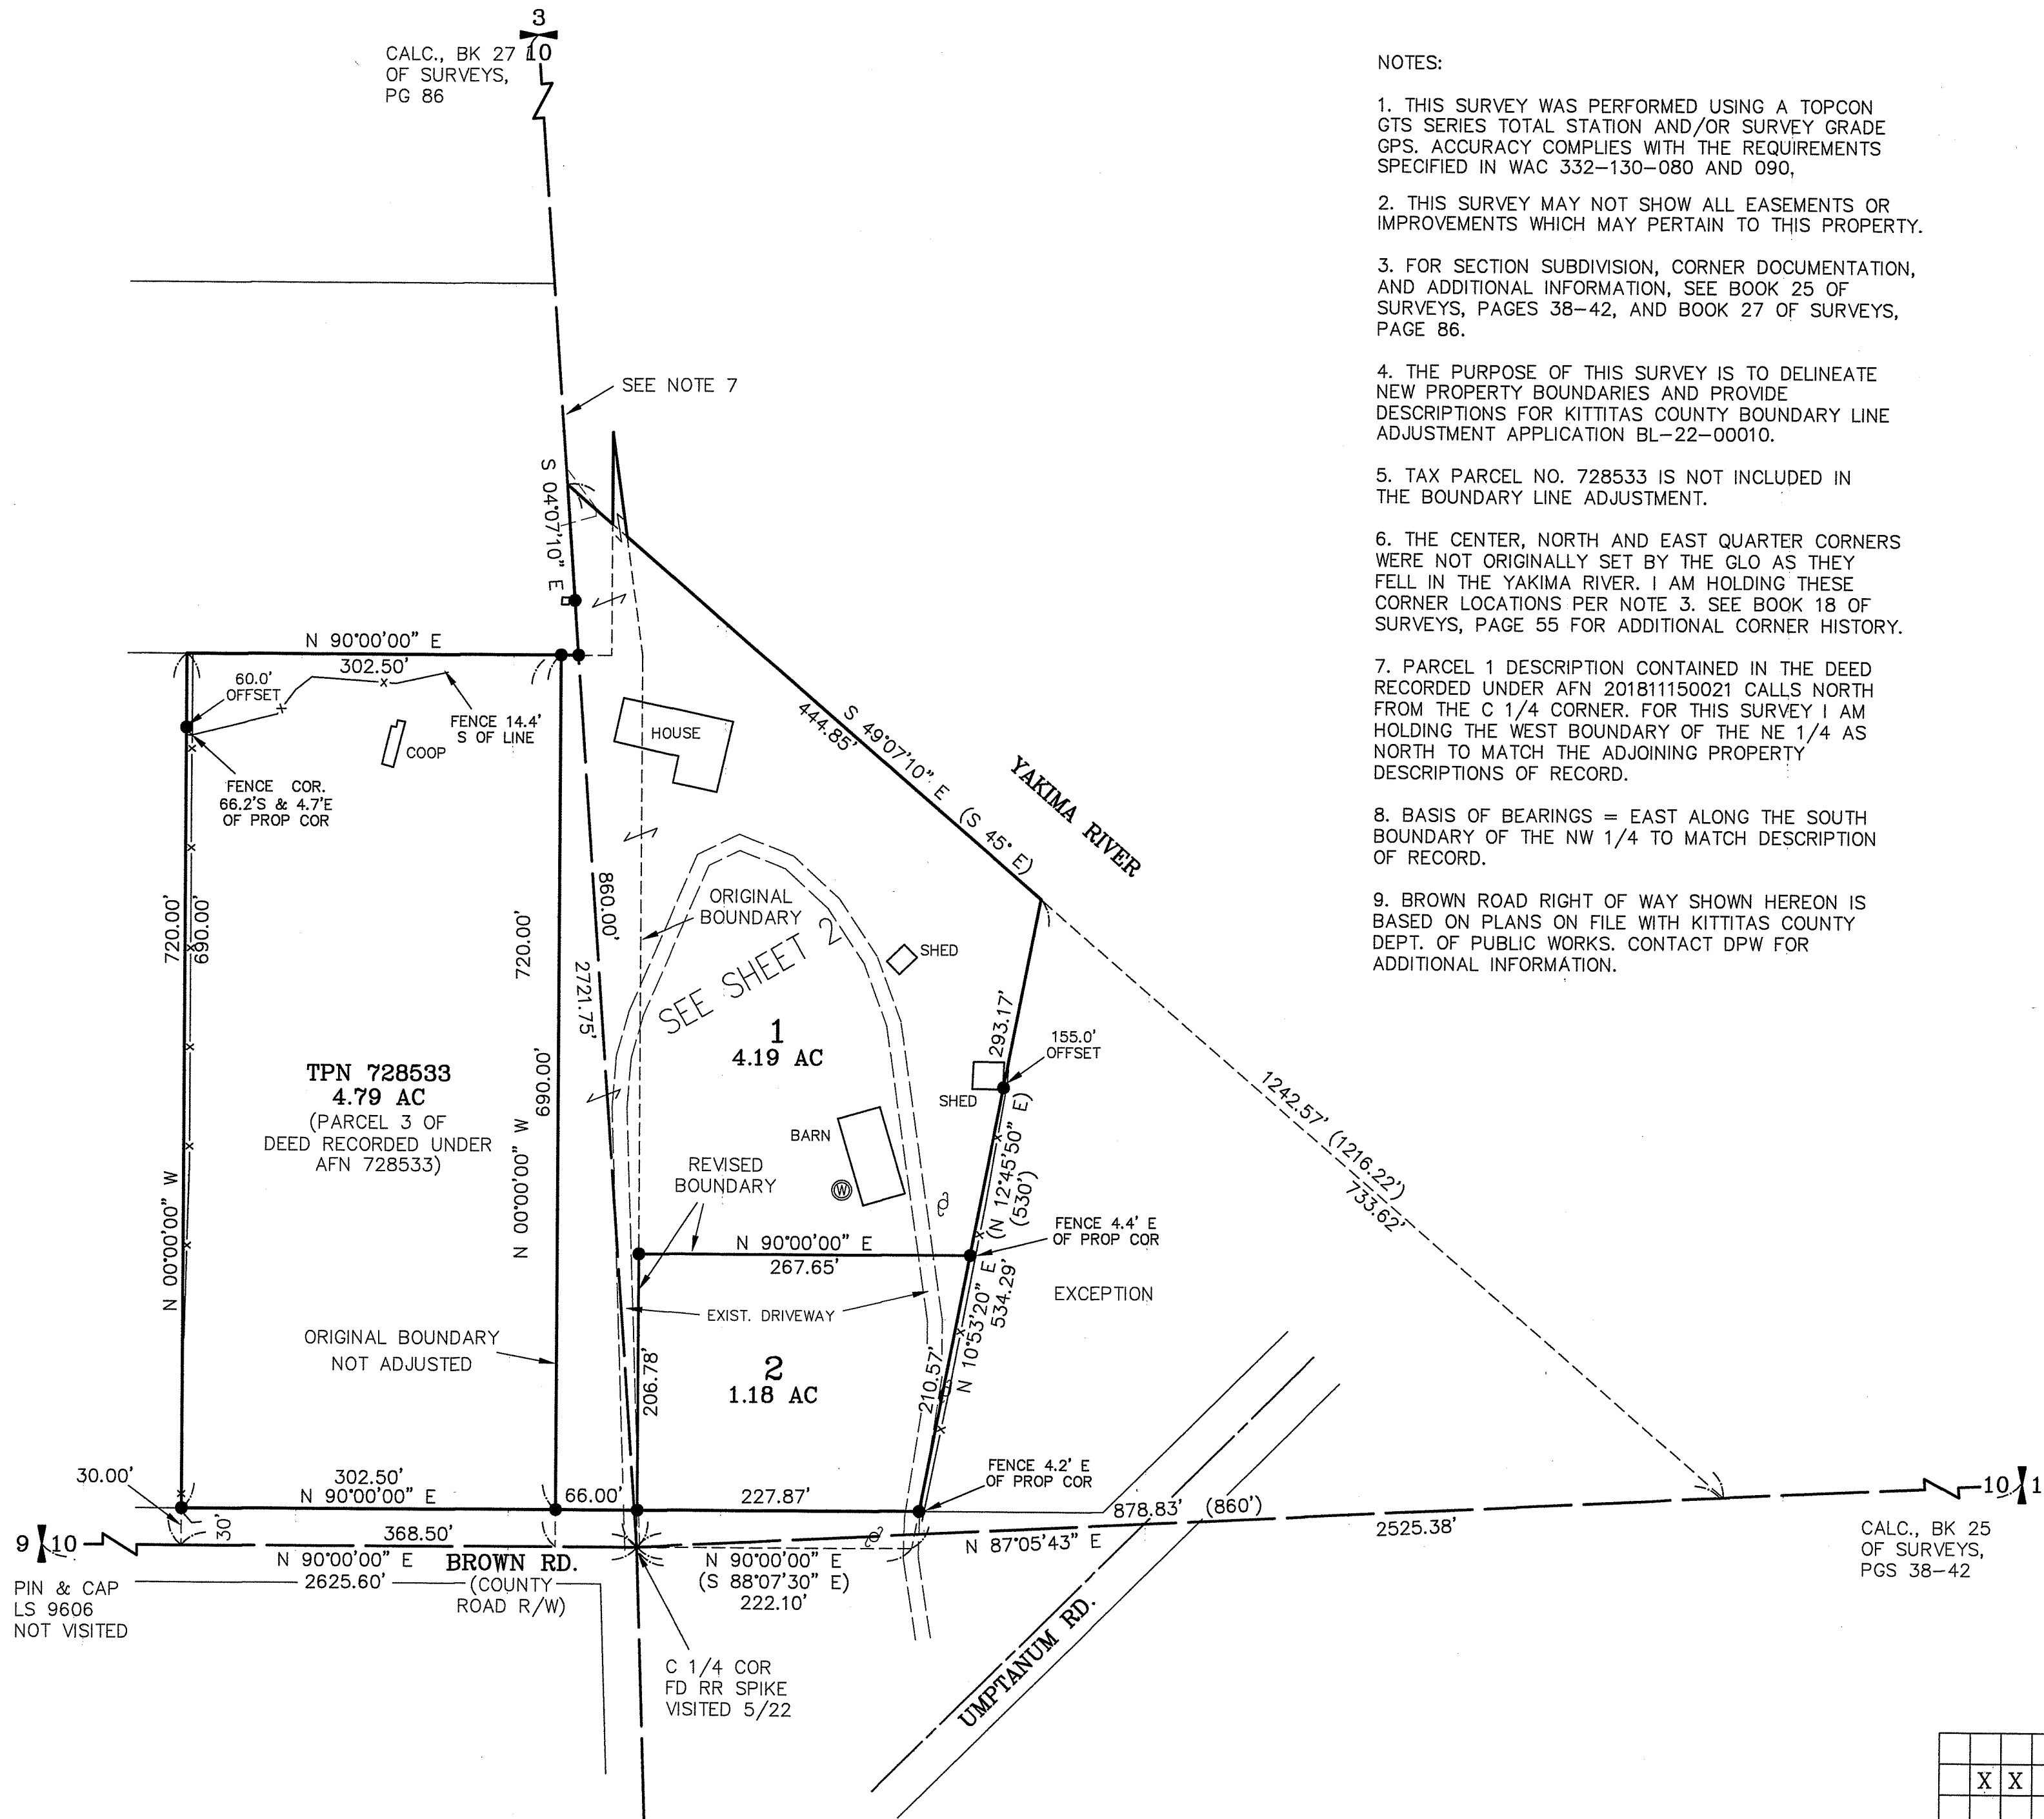 3
10
CALC., BK 27
OF SURVEYS,
PG 86
SEE NOTE 7
S 04°07'10" E
N 90°00'00" E
302.50'
60.0'
OFFSET
FENCE 14.4'
S OF LINE
COOP
FENCE COR.
66.2'S & 4.7'E
OF PROP COR
HOUSE
444.85'
S 49°07'10" E (S 45° E)
YAKIMA RIVER
720.00'
690.00'
N 00°00'00" W
720.00'
690.00'
N 00°00'00" W
860.00'
2721.75'
ORIGINAL
BOUNDARY
SEE SHEET 2
SHED
1
4.19 AC
293.17'
155.0'
OFFSET
SHED
BARN
W
TPN 728533
4.79 AC
(PARCEL 3 OF
DEED RECORDED UNDER
AFN 728533)
REVISED
BOUNDARY
N 90°00'00" E
267.65'
(N 12°45'50" E)
(530')
N 10°53'20" E
534.29'
FENCE 4.4' E
OF PROP COR
EXCEPTION
1242.57' (1216.22')
733.62'
EXIST. DRIVEWAY
ORIGINAL BOUNDARY
NOT ADJUSTED
206.78'
2
1.18 AC
210.57'
FENCE 4.2' E
OF PROP COR
30.00'
30'
302.50'
N 90°00'00" E
66.00'
227.87'
878.83' (860')
2525.38'
N 87°05'43" E
9 10
368.50'
N 90°00'00" E
2625.60'
BROWN RD.
(COUNTY
ROAD R/W)
N 90°00'00" E
(S 88°07'30" E)
222.10'
PIN & CAP
LS 9606
NOT VISITED
C 1/4 COR
FD RR SPIKE
VISITED 5/22
UMPTANUM RD.
10 1
CALC., BK 25
OF SURVEYS,
PGS 38-42
X X
NOTES:
1. THIS SURVEY WAS PERFORMED USING A TOPCON
GTS SERIES TOTAL STATION AND/OR SURVEY GRADE
GPS. ACCURACY COMPLIES WITH THE REQUIREMENTS
SPECIFIED IN WAC 332-130-080 AND 090.
2. THIS SURVEY MAY NOT SHOW ALL EASEMENTS OR
IMPROVEMENTS WHICH MAY PERTAIN TO THIS PROPERTY.
3. FOR SECTION SUBDIVISION, CORNER DOCUMENTATION,
AND ADDITIONAL INFORMATION, SEE BOOK 25 OF
SURVEYS, PAGES 38-42, AND BOOK 27 OF SURVEYS,
PAGE 86.
4. THE PURPOSE OF THIS SURVEY IS TO DELINEATE
NEW PROPERTY BOUNDARIES AND PROVIDE
DESCRIPTIONS FOR KITTITAS COUNTY BOUNDARY LINE
ADJUSTMENT APPLICATION BL-22-00010.
5. TAX PARCEL NO. 728533 IS NOT INCLUDED IN
THE BOUNDARY LINE ADJUSTMENT.
6. THE CENTER, NORTH AND EAST QUARTER CORNERS
WERE NOT ORIGINALLY SET BY THE GLO AS THEY
FELL IN THE YAKIMA RIVER. I AM HOLDING THESE
CORNER LOCATIONS PER NOTE 3. SEE BOOK 18 OF
SURVEYS, PAGE 55 FOR ADDITIONAL CORNER HISTORY.
7. PARCEL 1 DESCRIPTION CONTAINED IN THE DEED
RECORDED UNDER AFN 201811150021 CALLS NORTH
FROM THE C 1/4 CORNER. FOR THIS SURVEY I AM
HOLDING THE WEST BOUNDARY OF THE NE 1/4 AS
NORTH TO MATCH THE ADJOINING PROPERTY
DESCRIPTIONS OF RECORD.
8. BASIS OF BEARINGS = EAST ALONG THE SOUTH
BOUNDARY OF THE NW 1/4 TO MATCH DESCRIPTION
OF RECORD.
9. BROWN ROAD RIGHT OF WAY SHOWN HEREON IS
BASED ON PLANS ON FILE WITH KITTITAS COUNTY
DEPT. OF PUBLIC WORKS. CONTACT DPW FOR
ADDITIONAL INFORMATION.